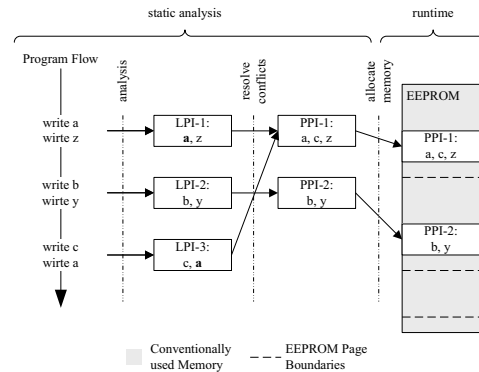 static analysis
runtime
Program Flow
analysis
resolve
conflicts
allocate
memory
EEPROM
write a
wirte z
LPI-1:
a, z
PPI-1:
a, c, z
PPI-1:
a, c, z
write b
wirte y
LPI-2:
b, y
PPI-2:
b, y
PPI-2:
b, y
write c
wirte a
LPI-3:
c, a
Conventionally
used Memory
EEPROM Page
Boundaries